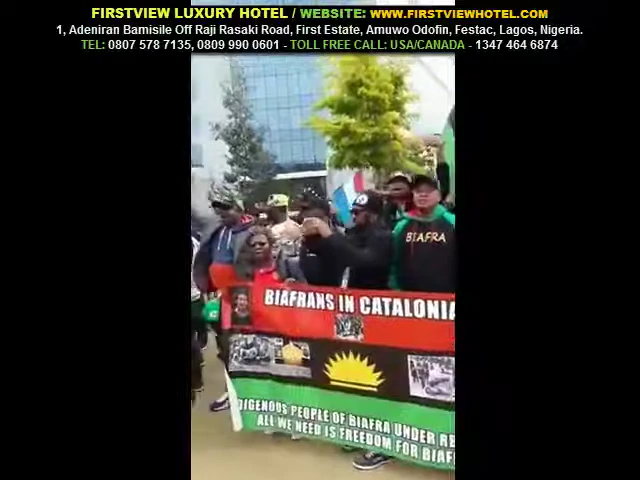 FIRSTVIEW LUXURY HOTEL / WEBSITE: WWW.FIRSTVIEWHOTEL.COM
1, Adeniran Bamisile Off Raji Rasaki Road, First Estate, Amuwo Odofin, Festac, Lagos, Nigeria.
TEL: 0807 578 7135, 0809 990 0601 - TOLL FREE CALL: USA/CANADA - 1347 464 6874
BIAFRA
BIAFRANS IN CATALONIA
DIGENOUS PEOPLE OF BIAFRA UNDER RE
ALL WE NEED IS FREEDOM FOR BIAF